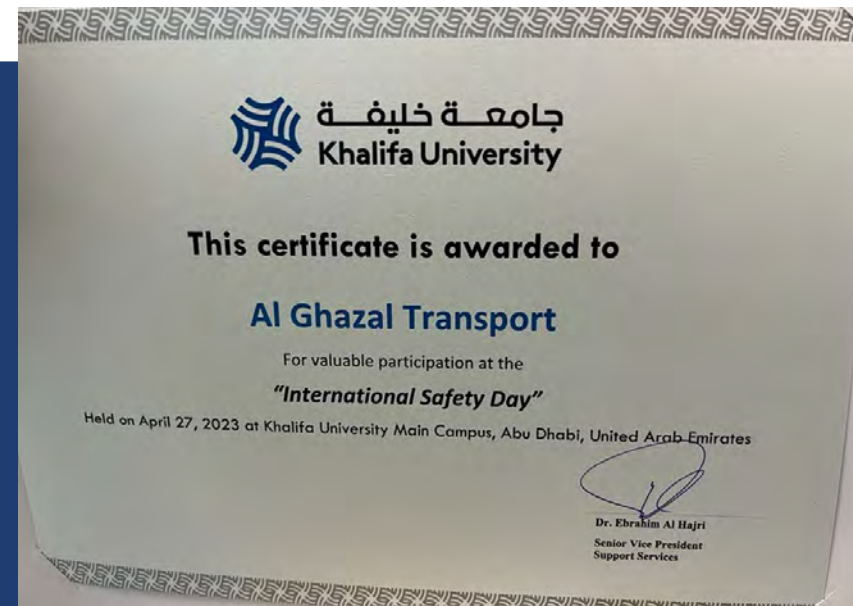 جامعة خليفة
Khalifa University
This certificate is awarded to
Al Ghazal Transport
For valuable participation at the
"International Safety Day"
Held on April 27, 2023 at Khalifa University Main Campus, Abu Dhabi, United Arab Emirates
Dr. Ebrahim Al Hajri
Senior Vice President
Support Services